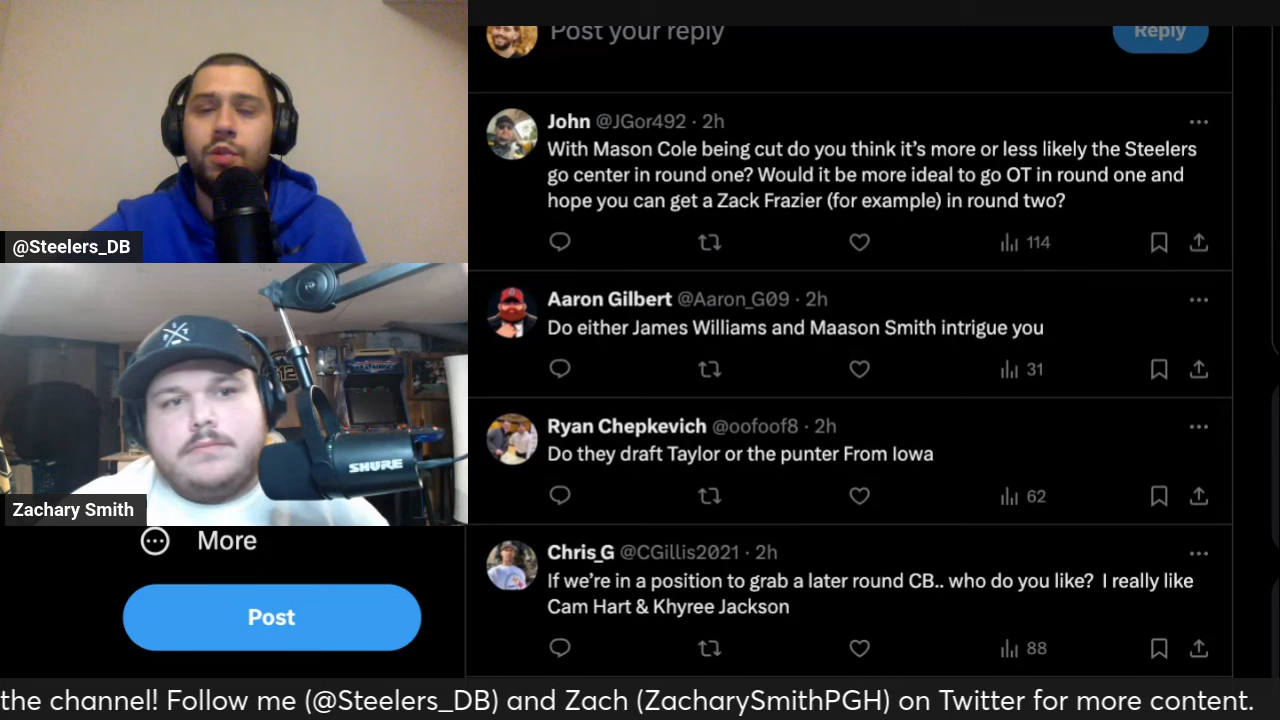 Post your reply
Reply
John @JGor492 · 2h
With Mason Cole being cut do you think it’s more or less likely the Steelers
go center in round one? Would it be more ideal to go OT in round one and
hope you can get a Zack Frazier (for example) in round two?
114
@Steelers_DB
Aaron Gilbert @Aaron_G09 · 2h
Do either James Williams and Maason Smith intrigue you
31
Ryan Chepkevich @oofoof8 · 2h
Do they draft Taylor or the punter From Iowa
62
SHURE
Zachary Smith
More
Post
Chris_G @CGillis2021 · 2h
If we’re in a position to grab a later round CB.. who do you like? I really like
Cam Hart & Khyree Jackson
88
the channel! Follow me (@Steelers_DB) and Zach (ZacharySmithPGH) on Twitter for more content.